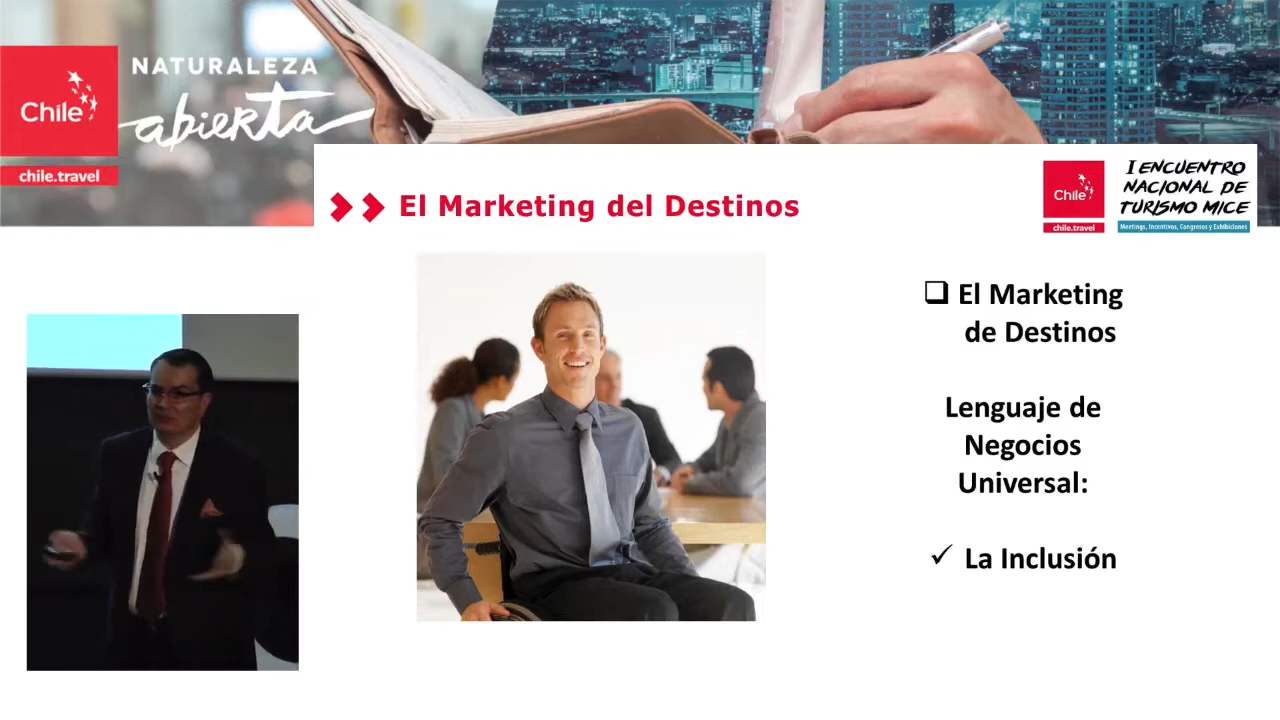 NATURALEZA
abierta
Chile
chile.travel
El Marketing del Destinos
Chile
chile.travel
I ENCUENTRO
NACIONAL DE
TURISMO MICE
Meetings, Incentivos, Congresos y Exhibiciones
❑ El Marketing
de Destinos
Lenguaje de
Negocios
Universal:
✓ La Inclusión